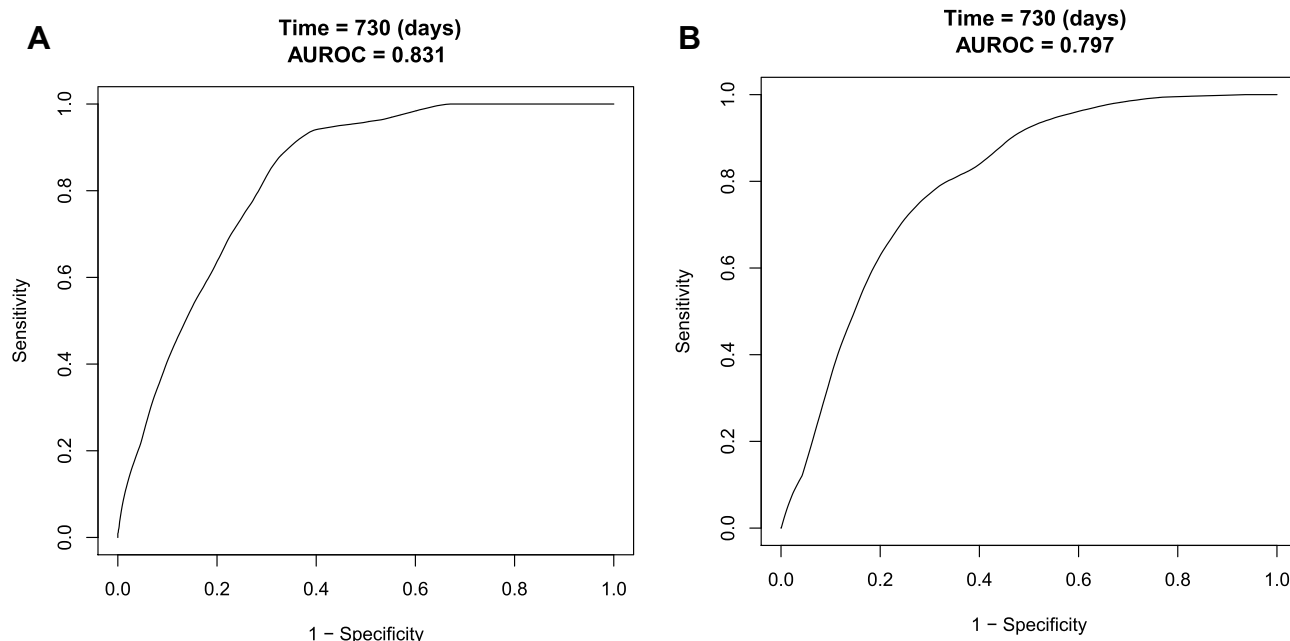 A
Time = 730 (days)
AUROC = 0.831
Sensitivity
1.0
0.8
0.6
0.4
0.2
0.0
0.0 0.2 0.4 0.6 0.8 1.0
1 − Specificity
B
Time = 730 (days)
AUROC = 0.797
Sensitivity
1.0
0.8
0.6
0.4
0.2
0.0
0.0 0.2 0.4 0.6 0.8 1.0
1 − Specificity